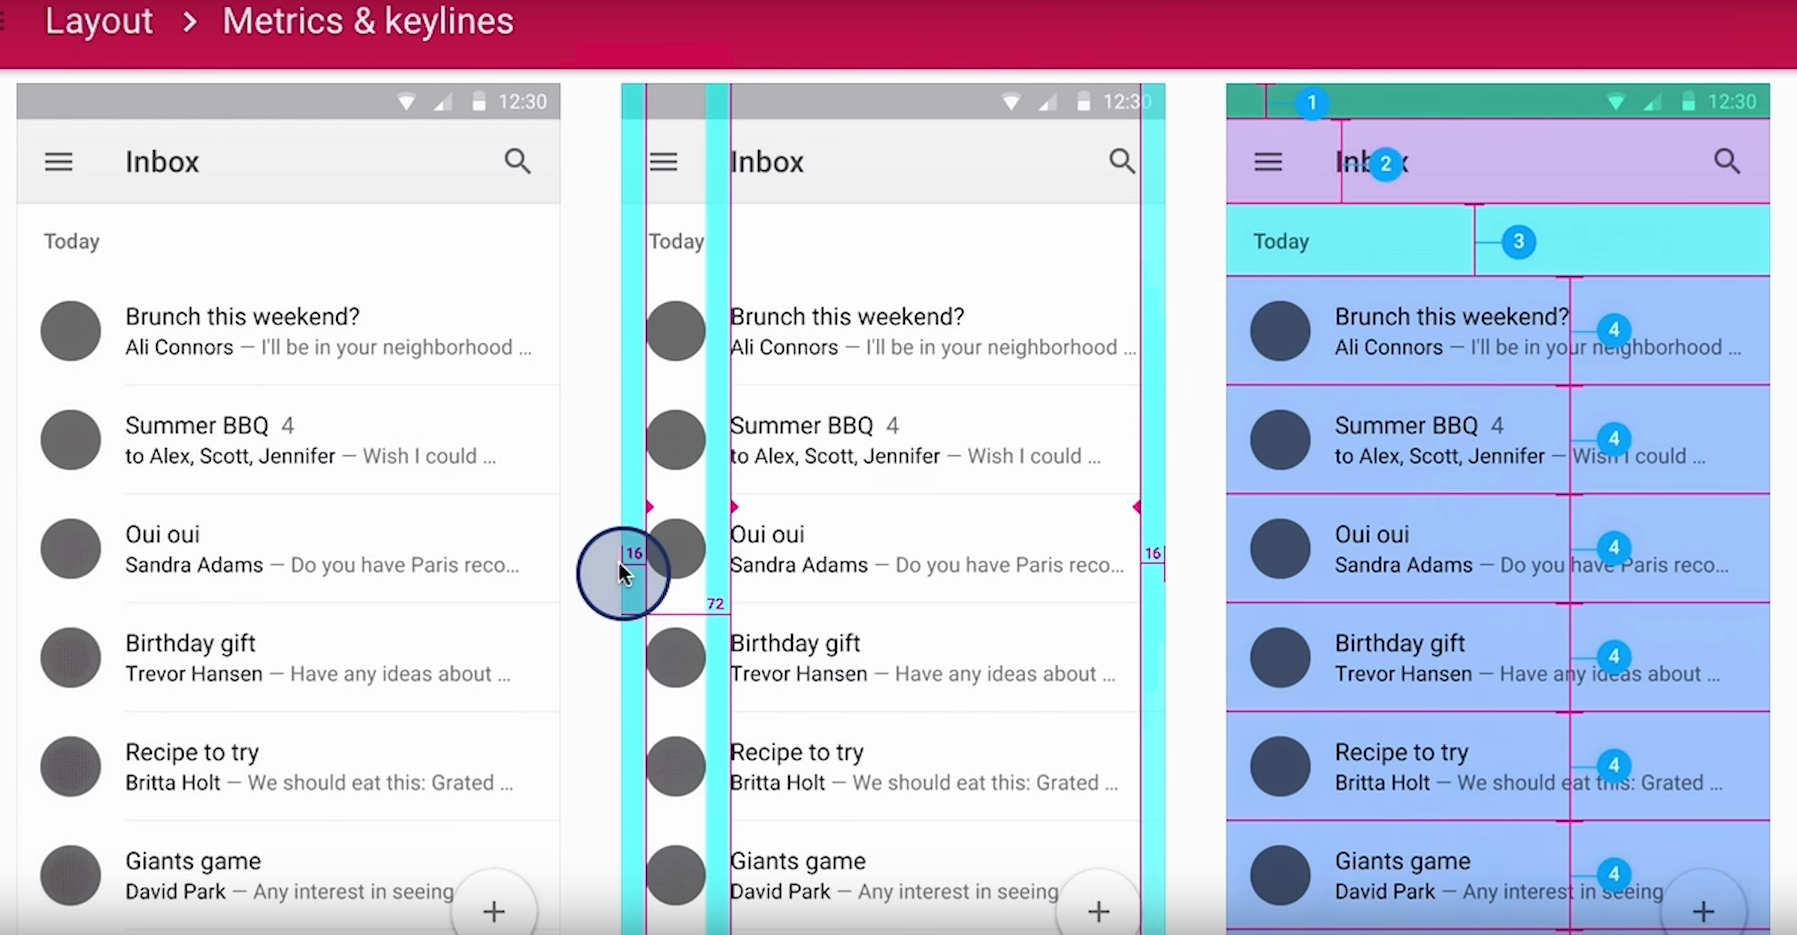 Layout > Metrics & keylines
12:30
Inbox
Today
Brunch this weekend?
Ali Connors — I'll be in your neighborhood ...
Summer BBQ 4
to Alex, Scott, Jennifer — Wish I could ...
Oui oui
Sandra Adams — Do you have Paris reco...
Birthday gift
Trevor Hansen — Have any ideas about ...
Recipe to try
Britta Holt — We should eat this: Grated ...
Giants game
David Park — Any interest in seeing
+
12:30
Inbox
Today
Brunch this weekend?
Ali Connors — I'll be in your neighborhood ...
Summer BBQ 4
to Alex, Scott, Jennifer — Wish I could ...
Oui oui
16
16
Sandra Adams — Do you have Paris reco...
72
Birthday gift
Trevor Hansen — Have any ideas about ...
Recipe to try
Britta Holt — We should eat this: Grated ...
Giants game
David Park — Any interest in seeing
+
1
12:30
Inbox
2
Today
3
Brunch this weekend?
4
Ali Connors — I'll be in your neighborhood ...
Summer BBQ 4
4
to Alex, Scott, Jennifer — Wish I could ...
Oui oui
4
Sandra Adams — Do you have Paris reco...
Birthday gift
4
Trevor Hansen — Have any ideas about ...
Recipe to try
4
Britta Holt — We should eat this: Grated ...
Giants game
4
David Park — Any interest in seeing
+